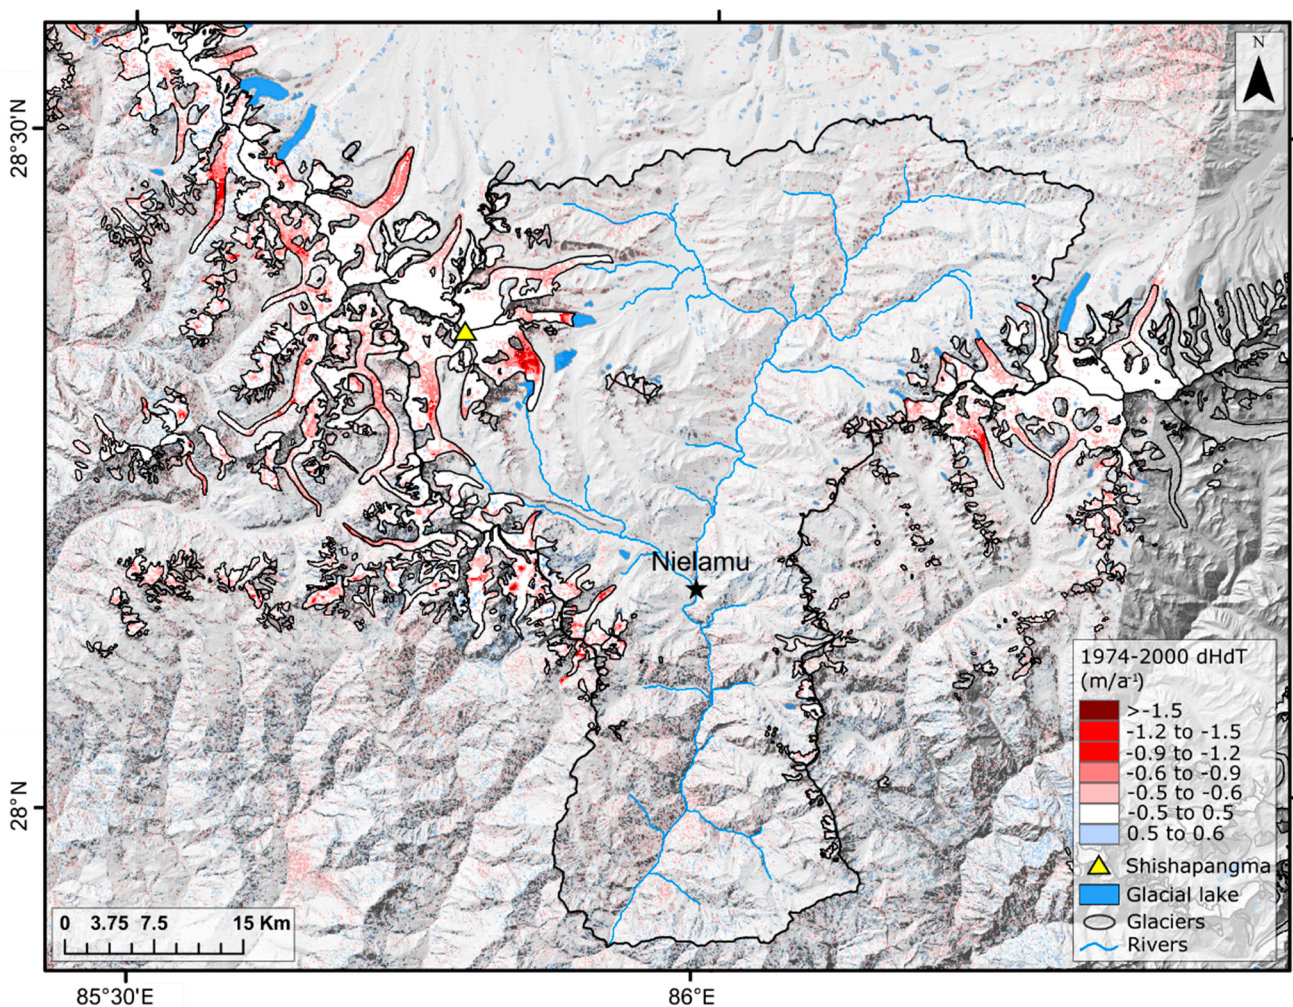 N
28°30'N
Nielamu
1974-2000 dHdT
(m/a⁻¹)
>-1.5
-1.2 to -1.5
-0.9 to -1.2
-0.6 to -0.9
-0.5 to -0.6
-0.5 to 0.5
0.5 to 0.6
Shishapangma
Glacial lake
Glaciers
Rivers
28°N
0 3.75 7.5 15 Km
85°30'E 86°E